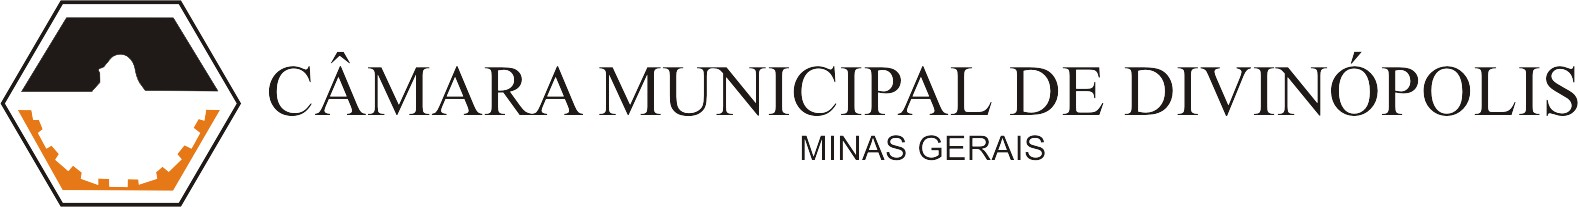 CÂMARA MUNICIPAL DE DIVINÓPOLIS
MINAS GERAIS